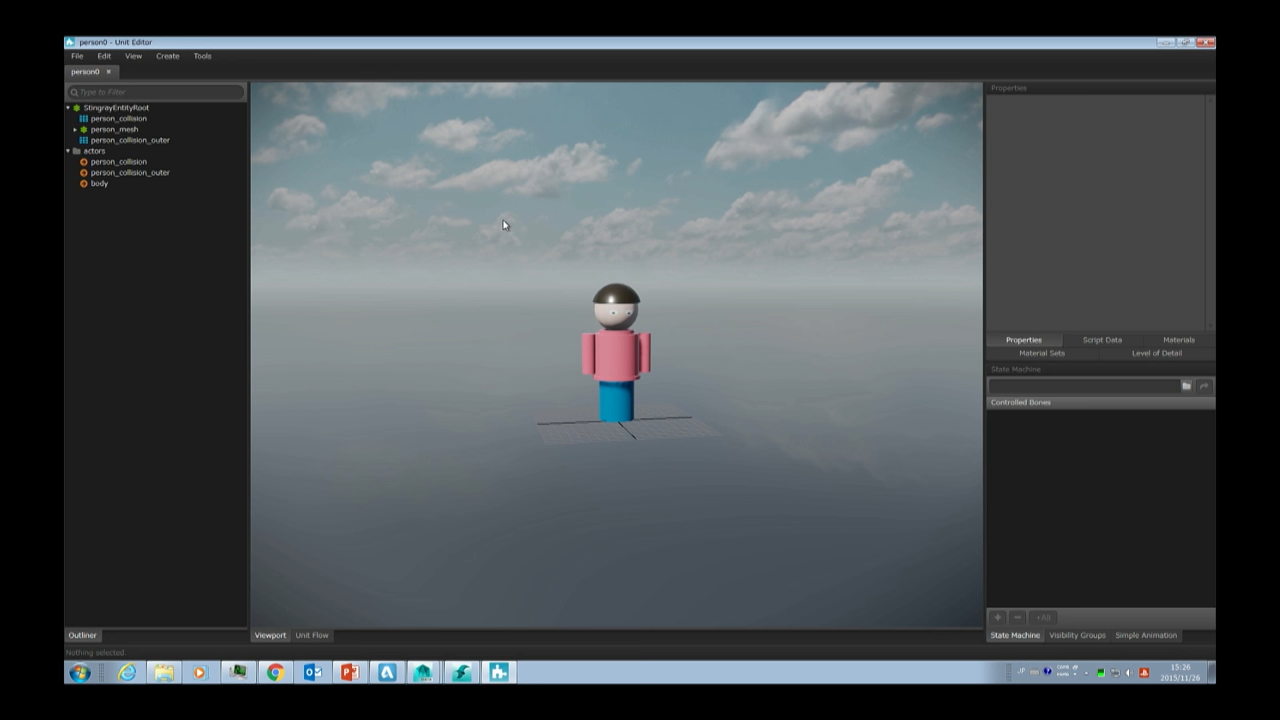 person0 - Unit Editor
File Edit View Create Tools
person0
Type to Filter
StingrayEntityRoot
person_collision
person_mesh
person_collision_outer
actors
person_collision
person_collision_outer
body
Outliner
Nothing selected.
Viewport Unit Flow
Properties
Properties Script Data Materials
Material Sets Level of Detail
State Machine
Controlled Bones
+All
State Machine Visibility Groups Simple Animation
JP
15:26
2015/11/26